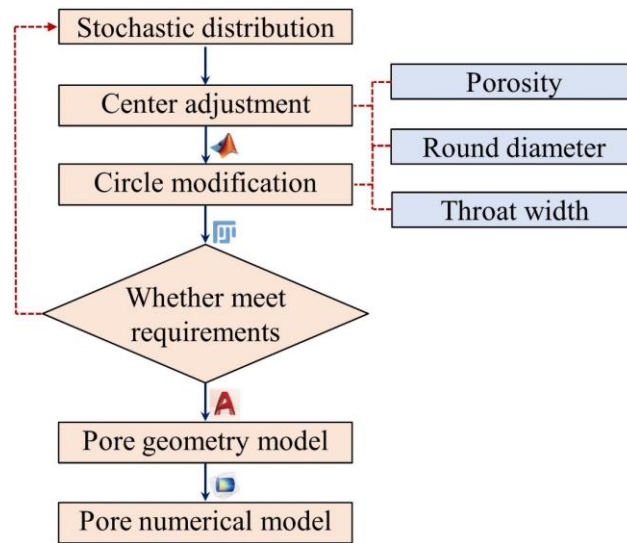 Stochastic distribution
Center adjustment
Porosity
Round diameter
Circle modification
Throat width
Whether meet
requirements
Pore geometry model
Pore numerical model